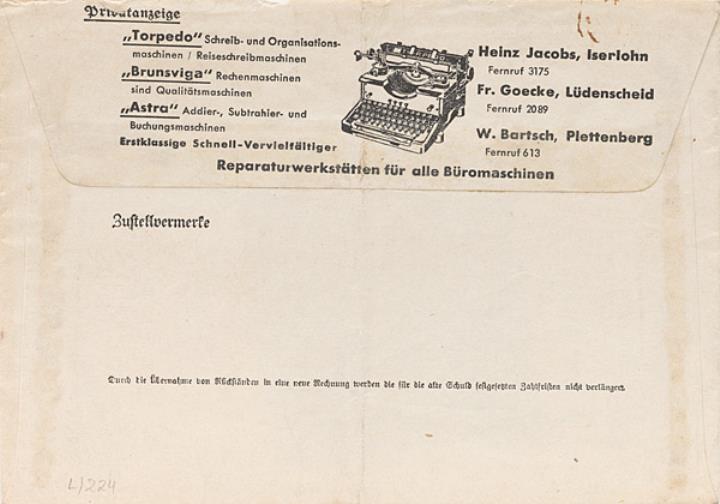 Privatanzeige
„Torpedo" Schreib- und Organisations-
maschinen / Reiseschreibmaschinen
„Brunsviga" Rechenmaschinen
sind Qualitätsmaschinen
„Astra" Addier-, Subtrahier- und
Buchungsmaschinen
Erstklassige Schnell-Vervielfältiger
Heinz Jacobs, Iserlohn
Fernruf 3175
Fr. Goecke, Lüdenscheid
Fernruf 2089
W. Bartsch, Plettenberg
Fernruf 613
Reparaturwerkstätten für alle Büromaschinen
Zustellvermerke
Durch die Übernahme von Rückständen in eine neue Rechnung werden die für die alte Schuld festgesetzten Zahlfristen nicht verlängert.
L/224